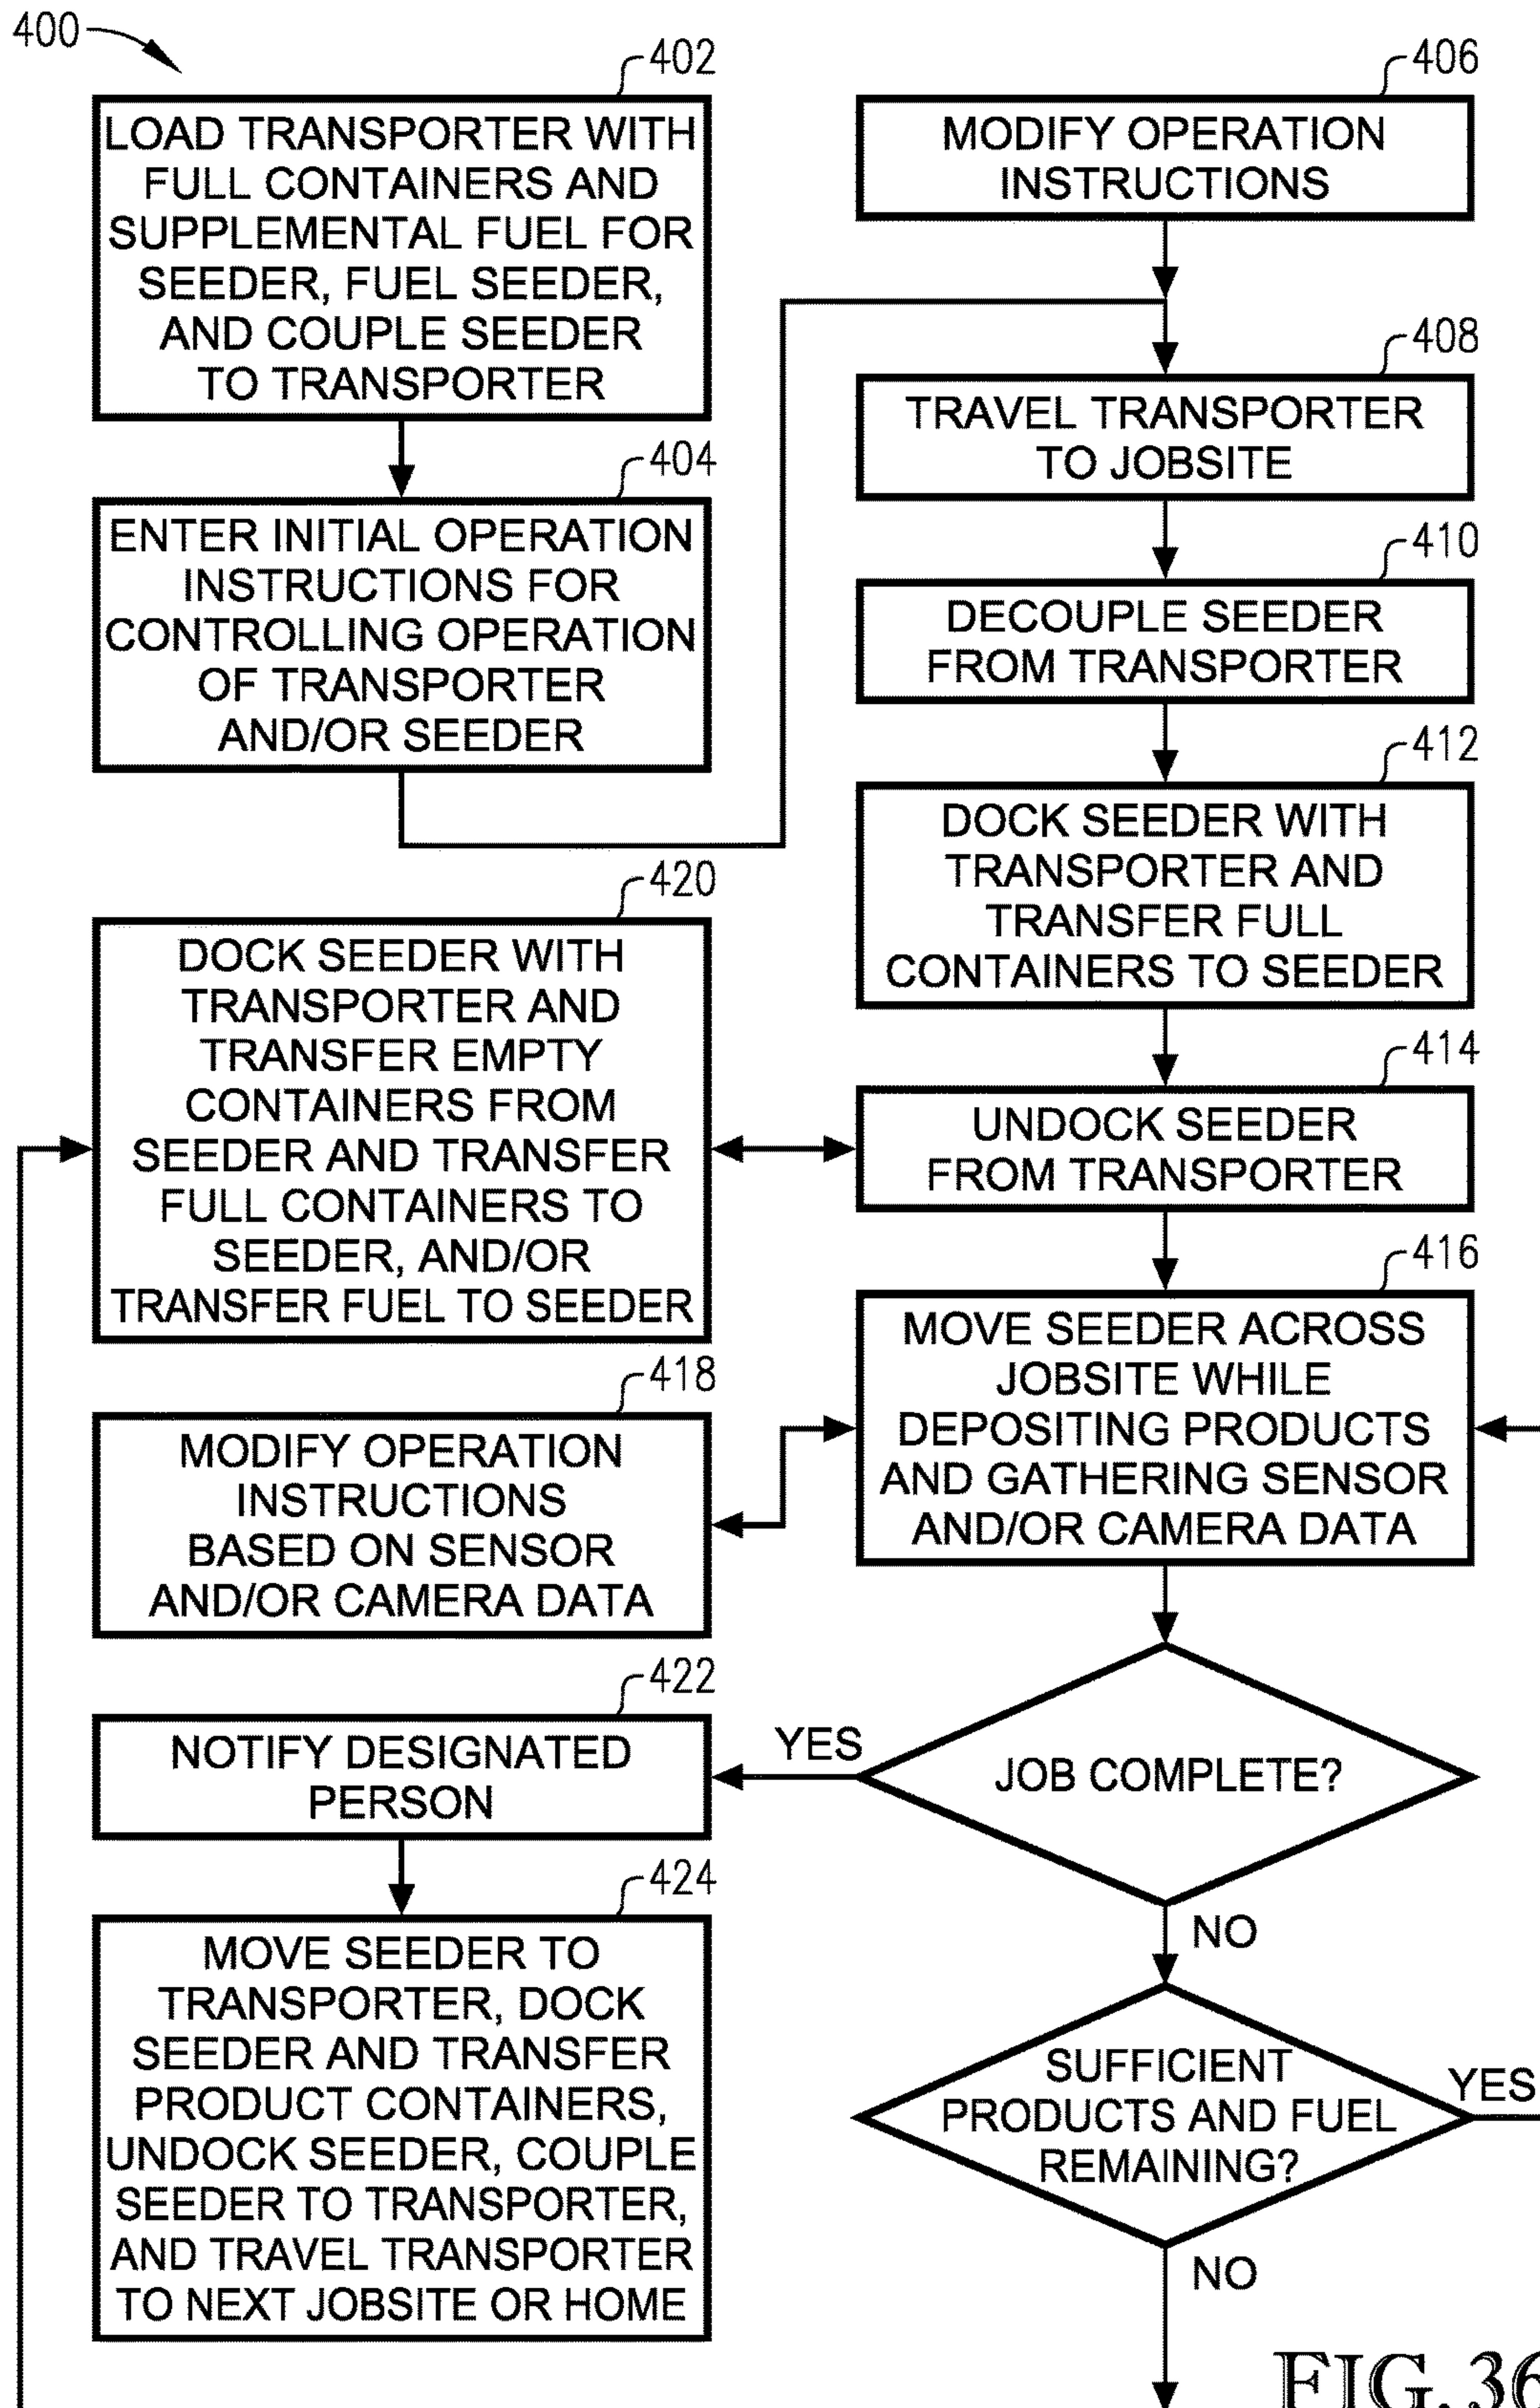 400
402
LOAD TRANSPORTER WITH
FULL CONTAINERS AND
SUPPLEMENTAL FUEL FOR
SEEDER, FUEL SEEDER,
AND COUPLE SEEDER
TO TRANSPORTER
404
ENTER INITIAL OPERATION
INSTRUCTIONS FOR
CONTROLLING OPERATION
OF TRANSPORTER
AND/OR SEEDER
406
MODIFY OPERATION
INSTRUCTIONS
408
TRAVEL TRANSPORTER
TO JOBSITE
410
DECOUPLE SEEDER
FROM TRANSPORTER
412
DOCK SEEDER WITH
TRANSPORTER AND
TRANSFER FULL
CONTAINERS TO SEEDER
414
UNDOCK SEEDER
FROM TRANSPORTER
420
DOCK SEEDER WITH
TRANSPORTER AND
TRANSFER EMPTY
CONTAINERS FROM
SEEDER AND TRANSFER
FULL CONTAINERS TO
SEEDER, AND/OR
TRANSFER FUEL TO SEEDER
416
MOVE SEEDER ACROSS
JOBSITE WHILE
DEPOSITING PRODUCTS
AND GATHERING SENSOR
AND/OR CAMERA DATA
418
MODIFY OPERATION
INSTRUCTIONS
BASED ON SENSOR
AND/OR CAMERA DATA
JOB COMPLETE?
YES
422
NOTIFY DESIGNATED
PERSON
424
MOVE SEEDER TO
TRANSPORTER, DOCK
SEEDER AND TRANSFER
PRODUCT CONTAINERS,
UNDOCK SEEDER, COUPLE
SEEDER TO TRANSPORTER,
AND TRAVEL TRANSPORTER
TO NEXT JOBSITE OR HOME
NO
SUFFICIENT
PRODUCTS AND FUEL
REMAINING?
YES
NO
FIG. 36